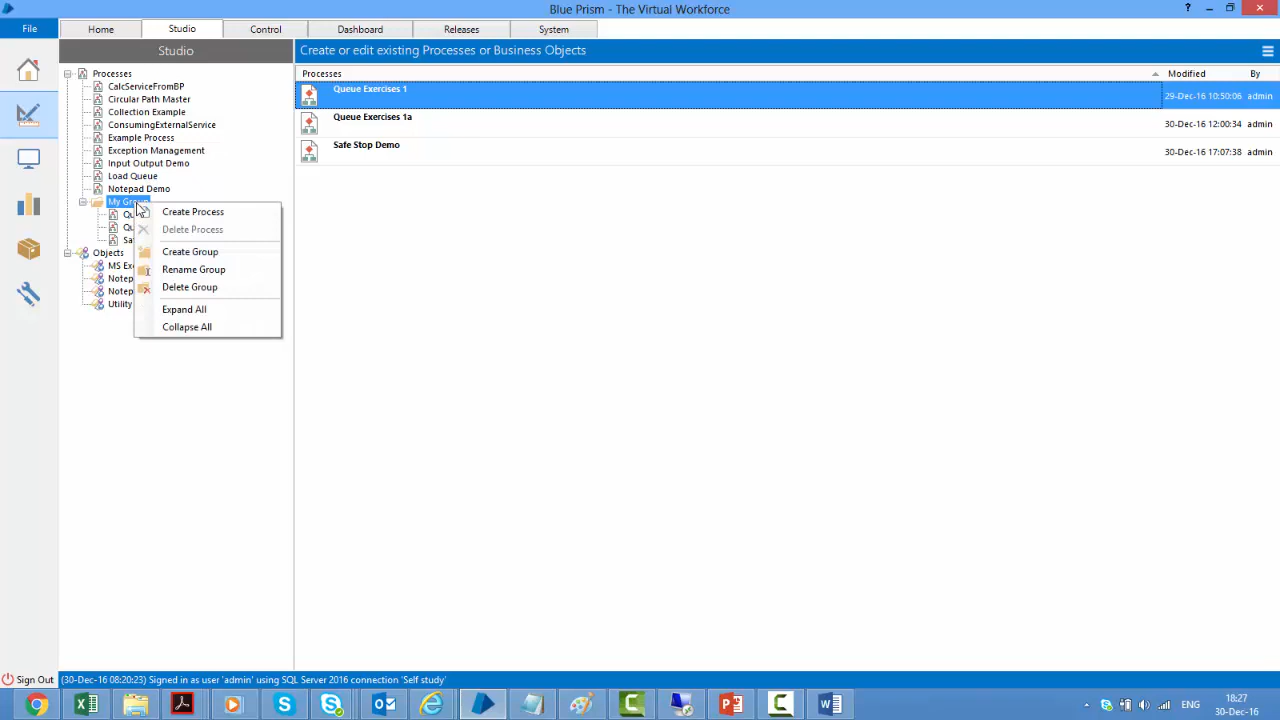 Blue Prism - The Virtual Workforce
?
File
Home
Studio
Control
Dashboard
Releases
System
Studio
Create or edit existing Processes or Business Objects
Processes
CalcServiceFromBP
Circular Path Master
Collection Example
ConsumingExternalService
Example Process
Exception Management
Input Output Demo
Load Queue
Notepad Demo
My Group
Objects
MS Ex
Notep
Notep
Utility
Create Process
Delete Process
Create Group
Rename Group
Delete Group
Expand All
Collapse All
Processes
Modified
By
Queue Exercises 1
29-Dec-16 10:50:06 admin
Queue Exercises 1a
30-Dec-16 12:00:34 admin
Safe Stop Demo
30-Dec-16 17:07:38 admin
Sign Out
(30-Dec-16 08:20:23) Signed in as user 'admin' using SQL Server 2016 connection 'Self study'
ENG
18:27
30-Dec-16